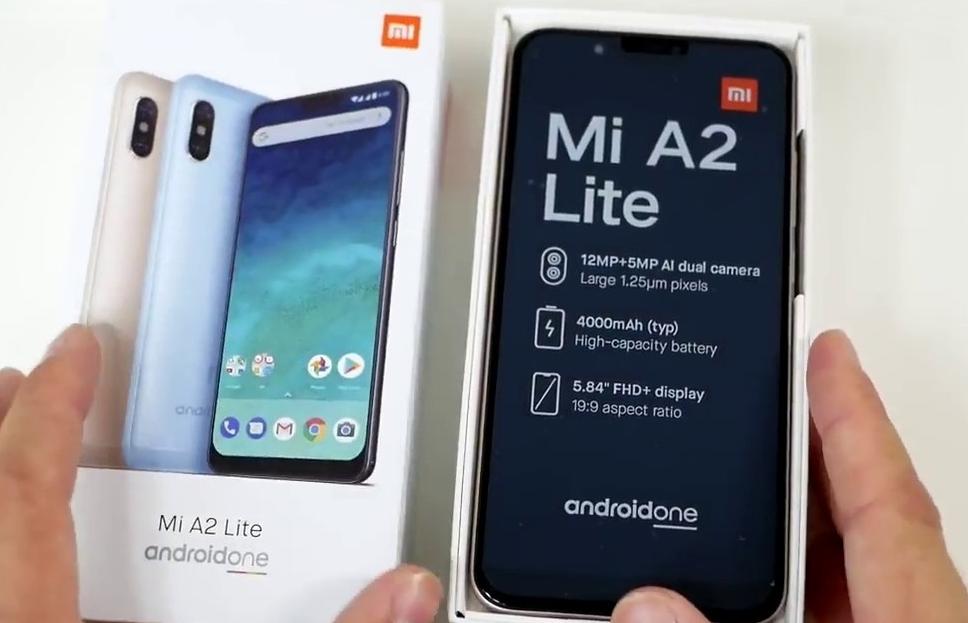 mi
Mi A2 Lite
androidone
mi
Mi A2
Lite
12MP+5MP AI dual camera
Large 1.25μm pixels
4000mAh (typ)
High-capacity battery
5.84" FHD+ display
19:9 aspect ratio
androidone